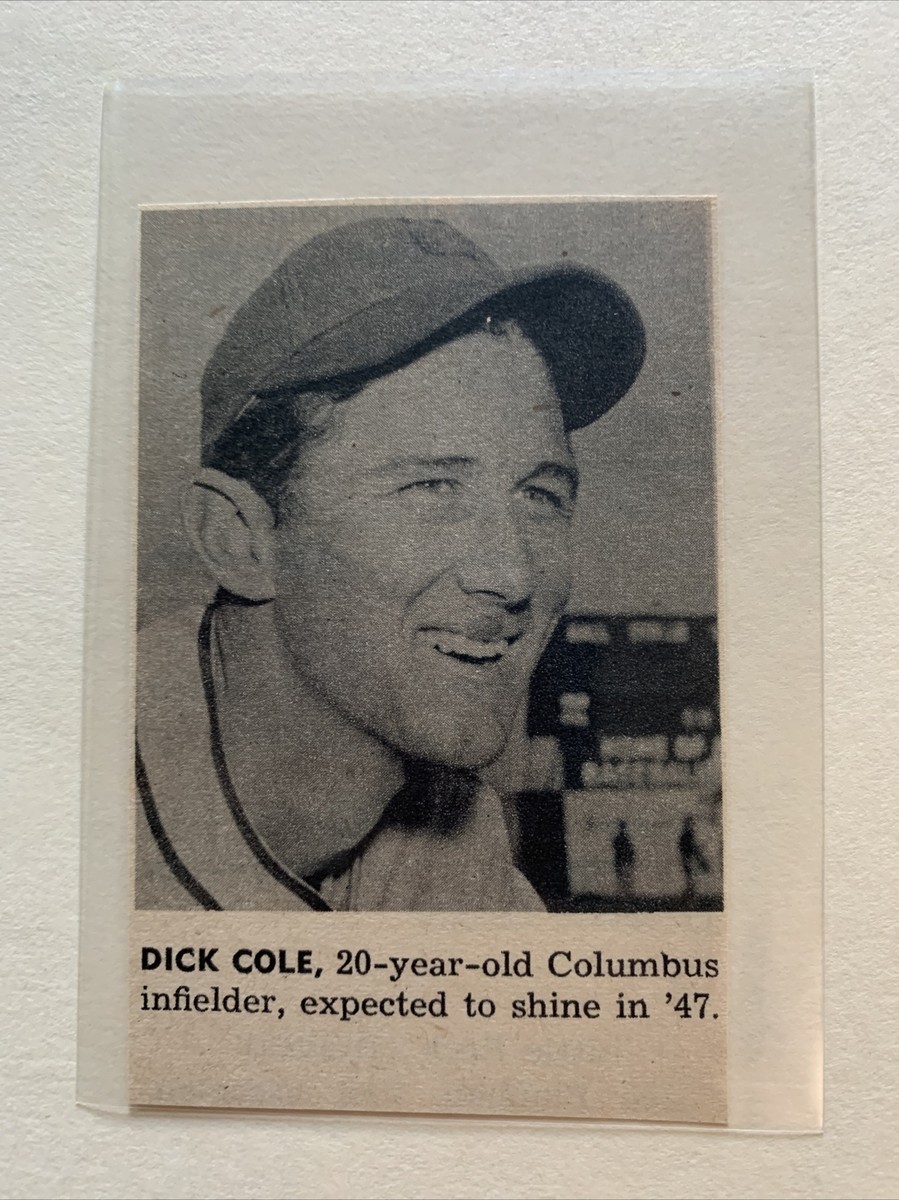 DICK COLE, 20-year-old Columbus
infielder, expected to shine in ’47.